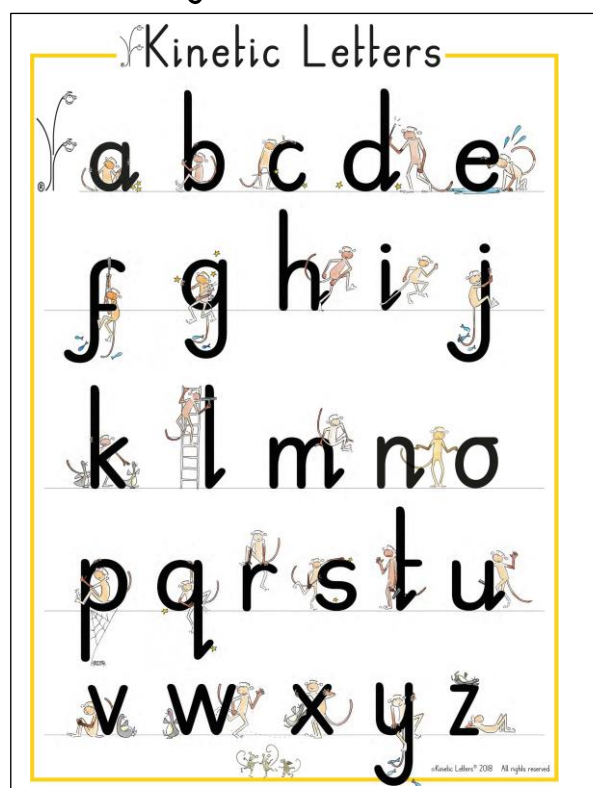 Kinetic Letters
a b c d e
f g h i j
k l m n o
p q r s t u
v w x y z
©Kinetic Letters® 2018 All rights reserved